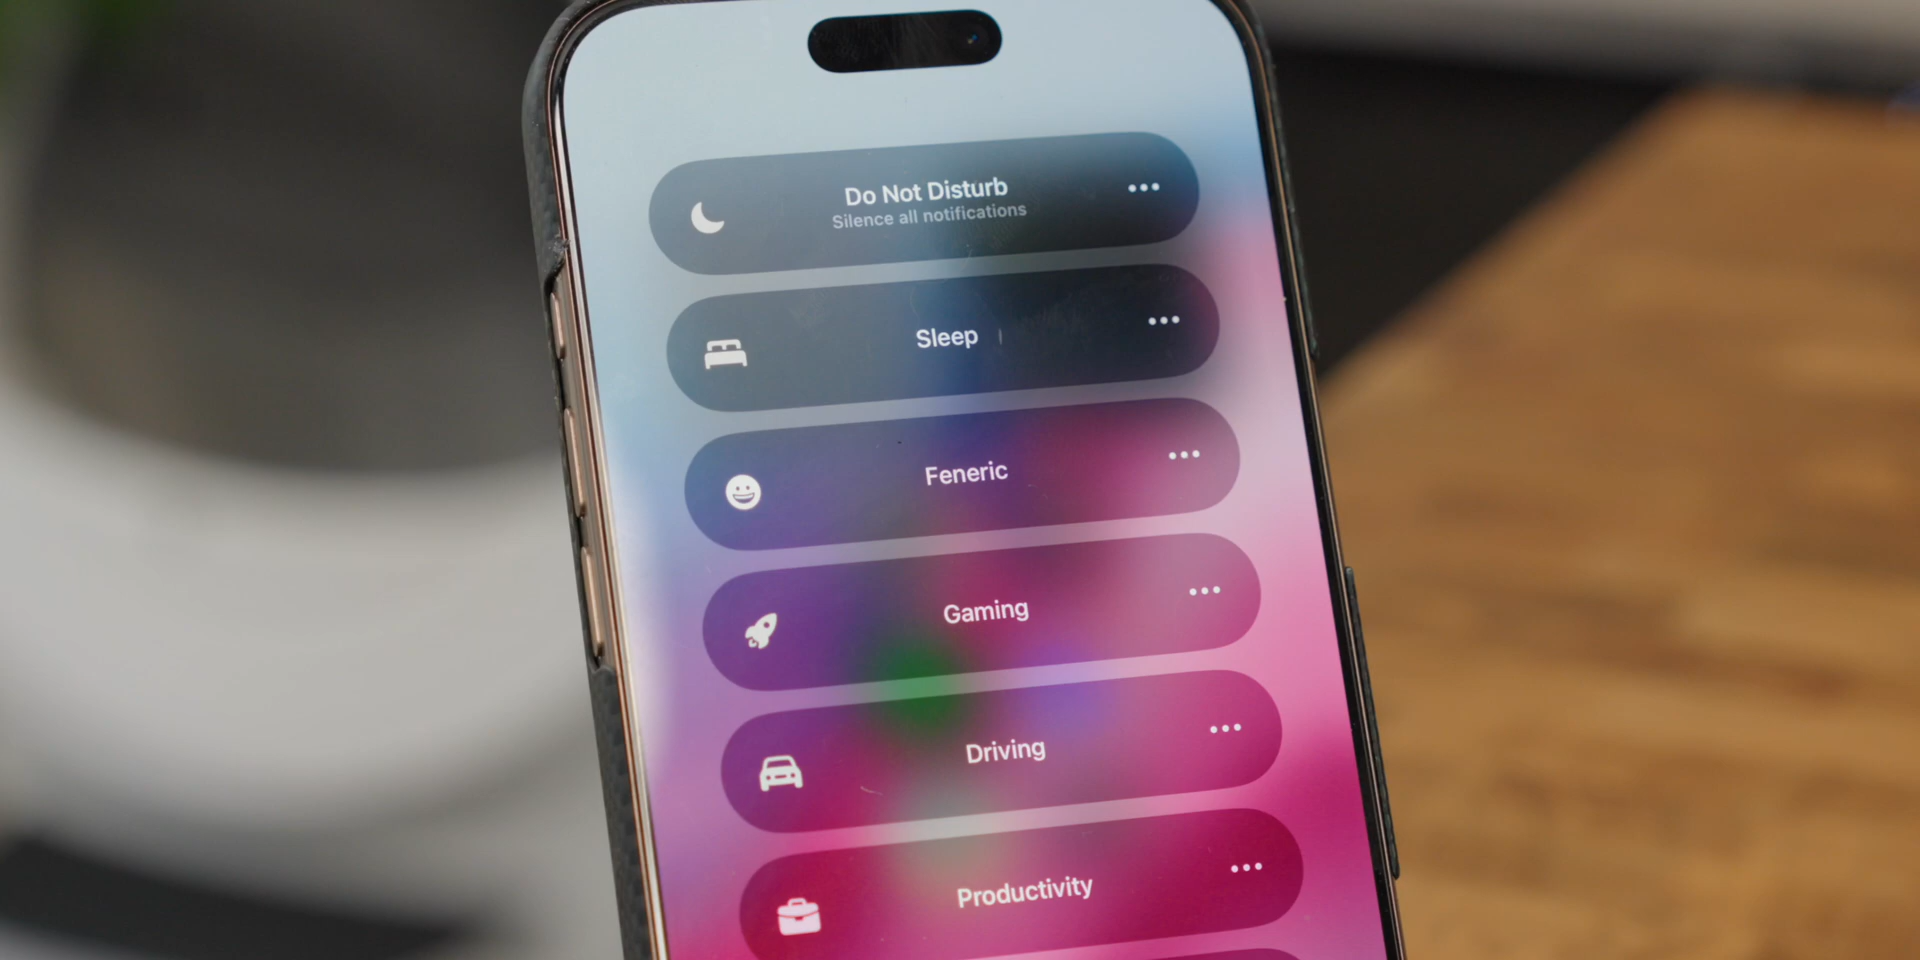 Do Not Disturb
Silence all notifications
Sleep
Feneric
Gaming
Driving
Productivity